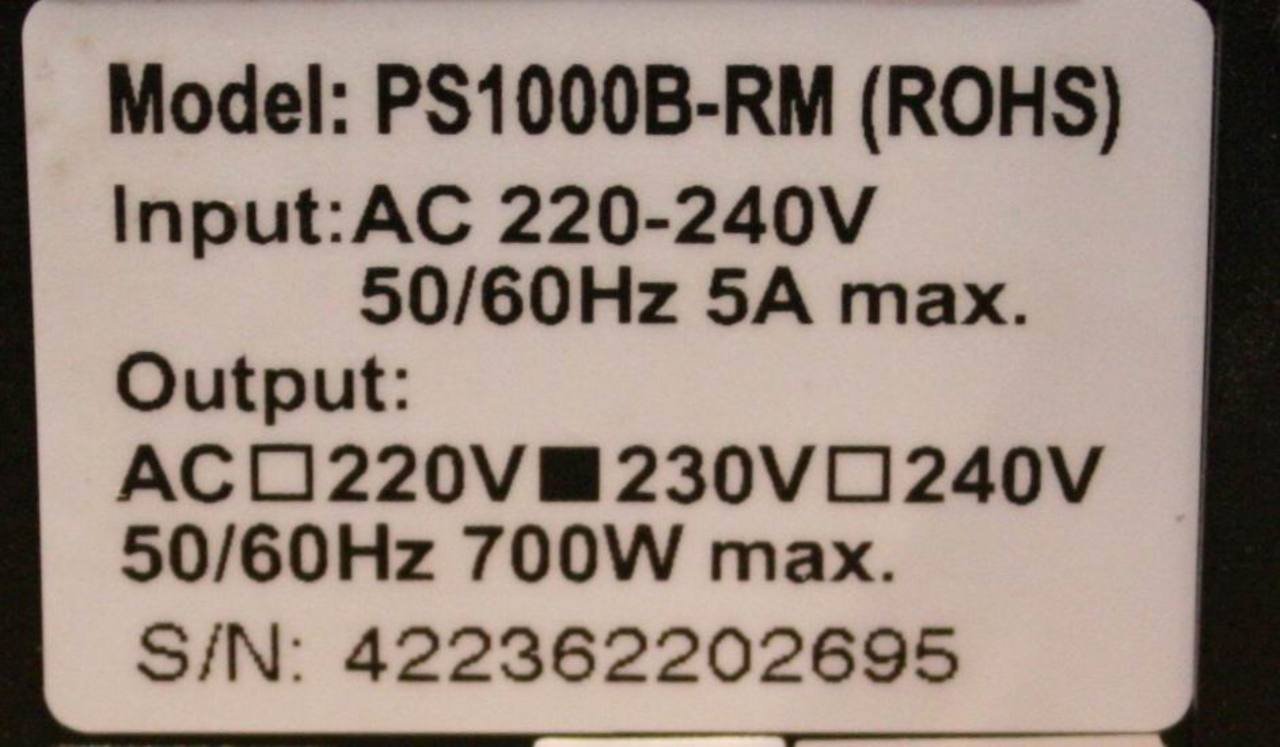 Model: PS1000B-RM (ROHS)
Input: AC 220-240V
50/60Hz 5A max.
Output:
AC □ 220V ■ 230V □ 240V
50/60Hz 700W max.
S/N: 422362202695